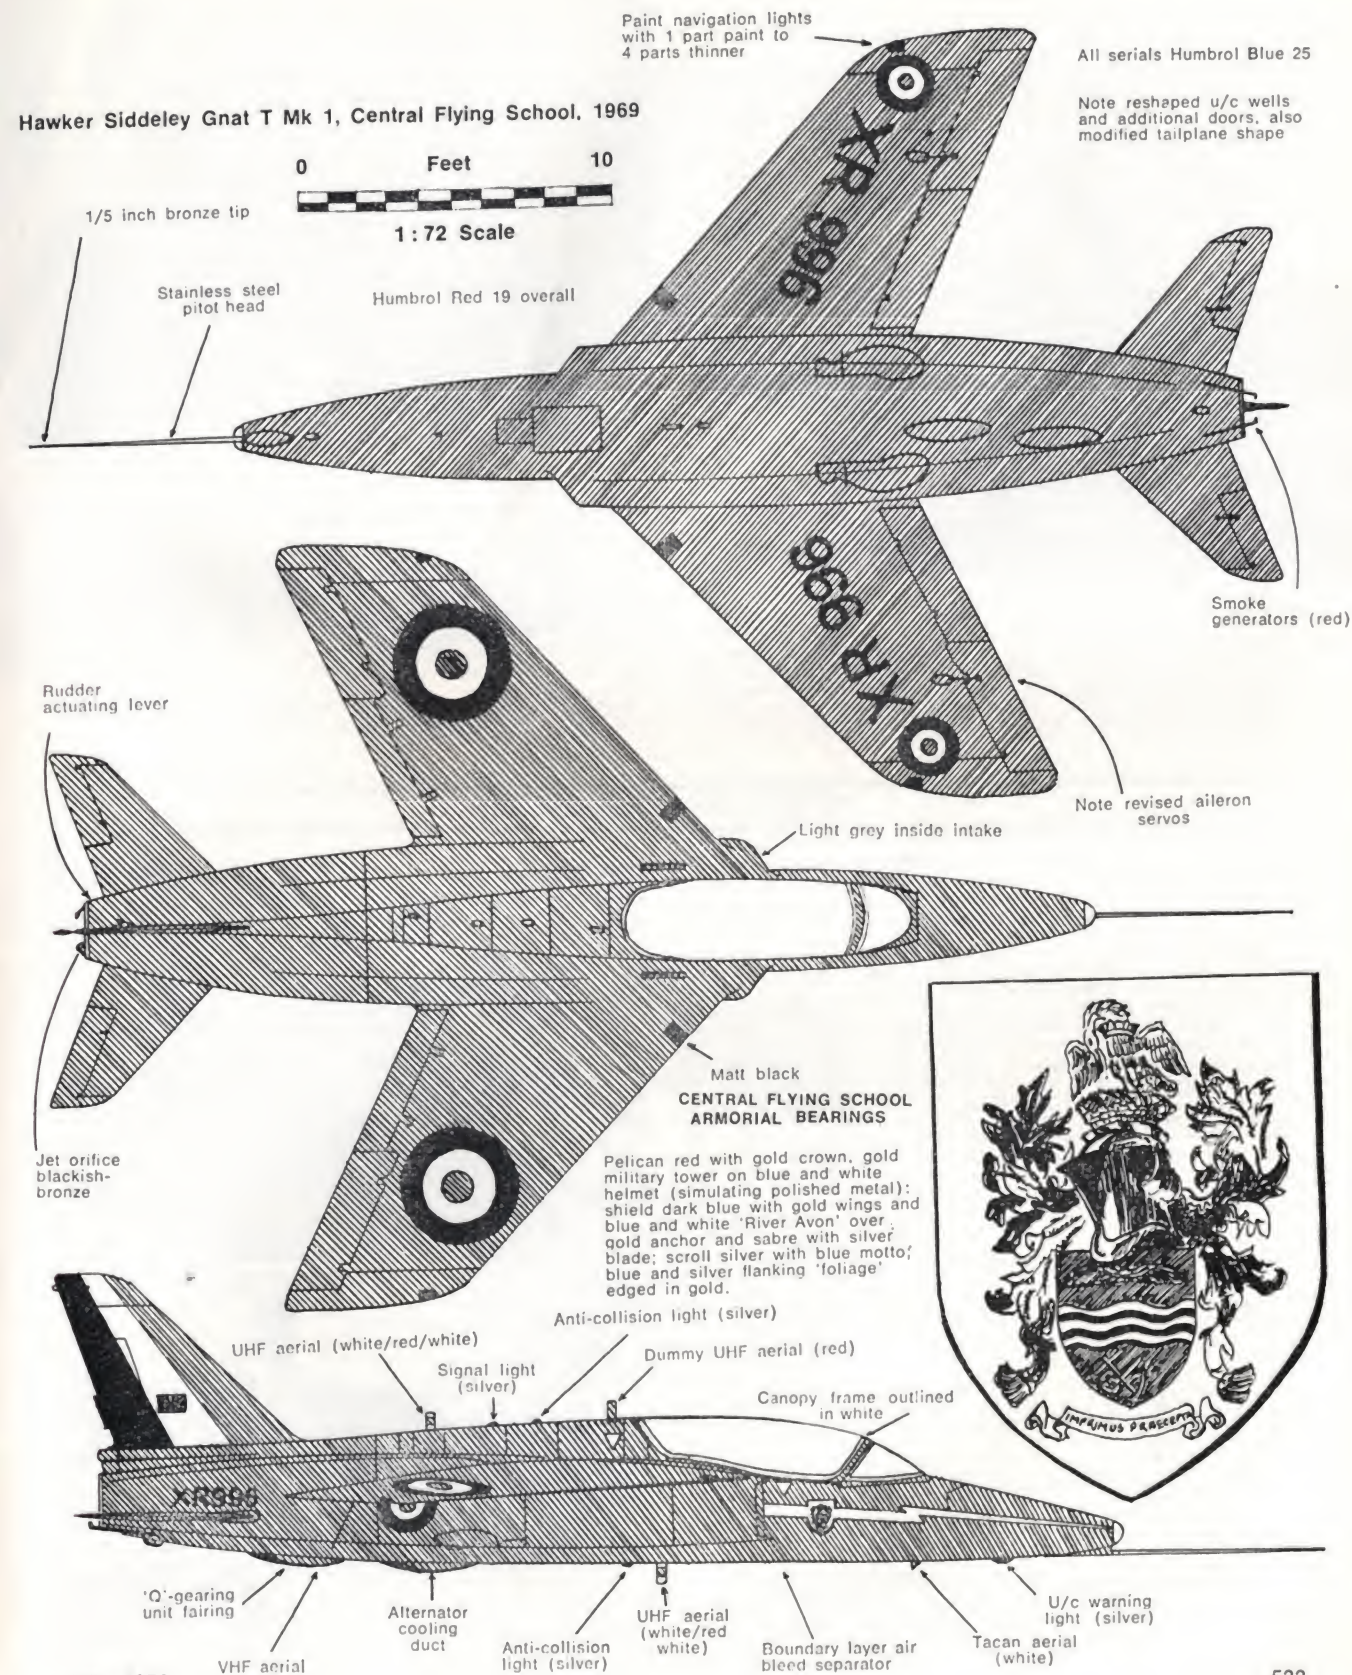 Paint navigation lights
with 1 part paint to
4 parts thinner
All serials Humbrol Blue 25
Note reshaped u/c wells
and additional doors, also
modified tailplane shape
Hawker Siddeley Gnat T Mk 1, Central Flying School, 1969
0 Feet 10
1:72 Scale
1/5 inch bronze tip
Stainless steel
pitot head
Humbrol Red 19 overall
XR 996
XR 996
Smoke
generators (red)
Rudder
actuating lever
Note revised aileron
servos
Light grey inside intake
Matt black
CENTRAL FLYING SCHOOL
ARMORIAL BEARINGS
Jet orifice
blackish-
bronze
Pelican red with gold crown, gold
military tower on blue and white
helmet (simulating polished metal):
shield dark blue with gold wings and
blue and white 'River Avon' over
gold anchor and sabre with silver
blade; scroll silver with blue motto;
blue and silver flanking 'foliage'
edged in gold.
IMPRIMUS PRAECEPTA
UHF aerial (white/red/white)
Anti-collision light (silver)
Signal light
(silver)
Dummy UHF aerial (red)
Canopy frame outlined
in white
XR996
'Q'-gearing
unit fairing
VHF aerial
Alternator
cooling
duct
Anti-collision
light (silver)
UHF aerial
(white/red
white)
Boundary layer air
bleed separator
Tacan aerial
(white)
U/c warning
light (silver)